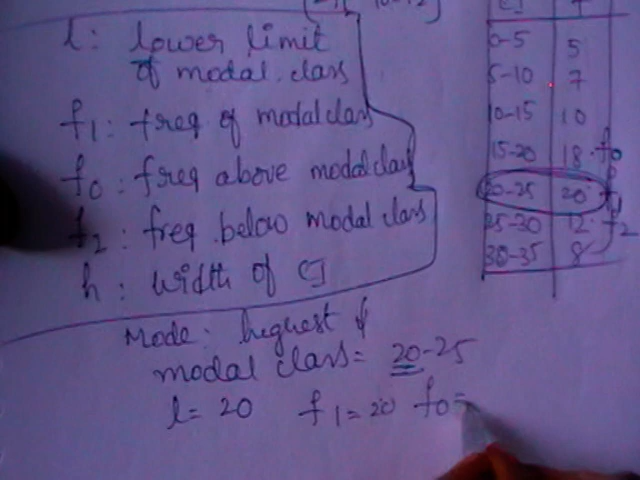 l: lower limit
of modal class
f1: freq of modal class
f0: freq above modal class
f2: freq below modal class
h: width of CI
Mode: highest f
modal class = 20-25
l = 20 f1 = 20 f0 =
CI f
0-5 5
5-10 7
10-15 10
15-20 18 f0
20-25 20 f1
25-30 12 f2
30-35 8